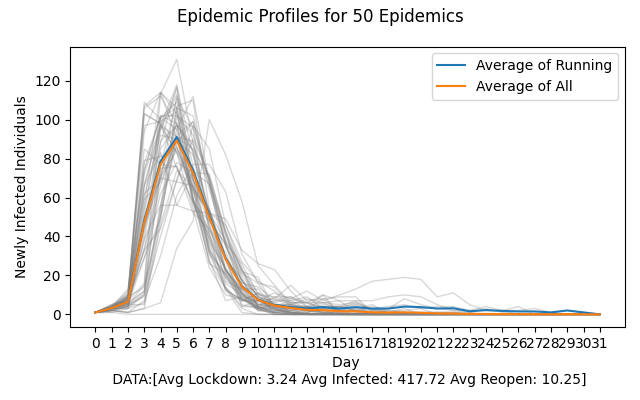 Epidemic Profiles for 50 Epidemics
Average of Running
Average of All
Newly Infected Individuals
120
100
80
60
40
20
0
0 1 2 3 4 5 6 7 8 9 10 11 12 13 14 15 16 17 18 19 20 21 22 23 24 25 26 27 28 29 30 31
Day
DATA:[Avg Lockdown: 3.24 Avg Infected: 417.72 Avg Reopen: 10.25]